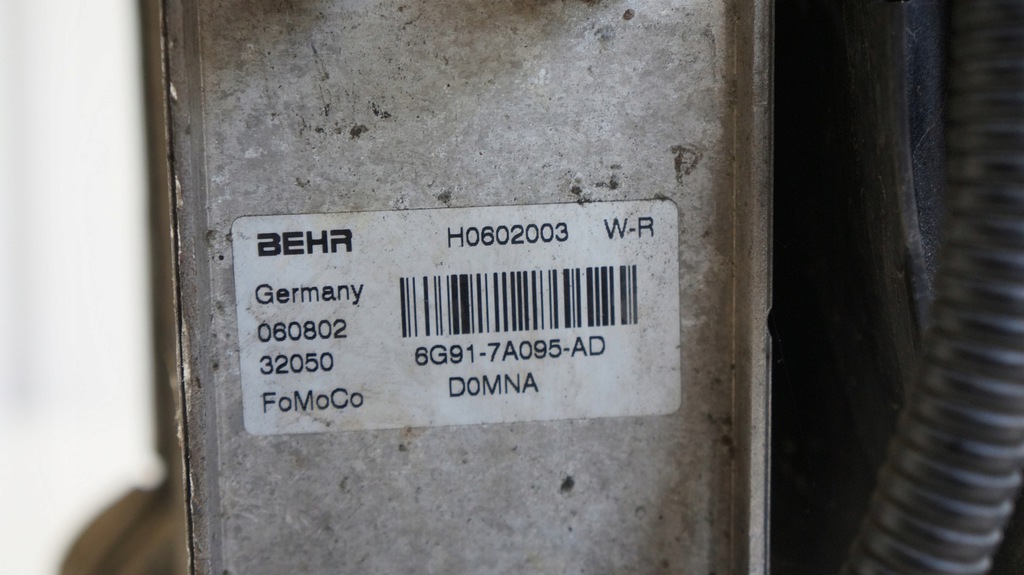 BEHR H0602003 W-R
Germany
060802
32050 6G91-7A095-AD
FoMoCo D0MNA
P